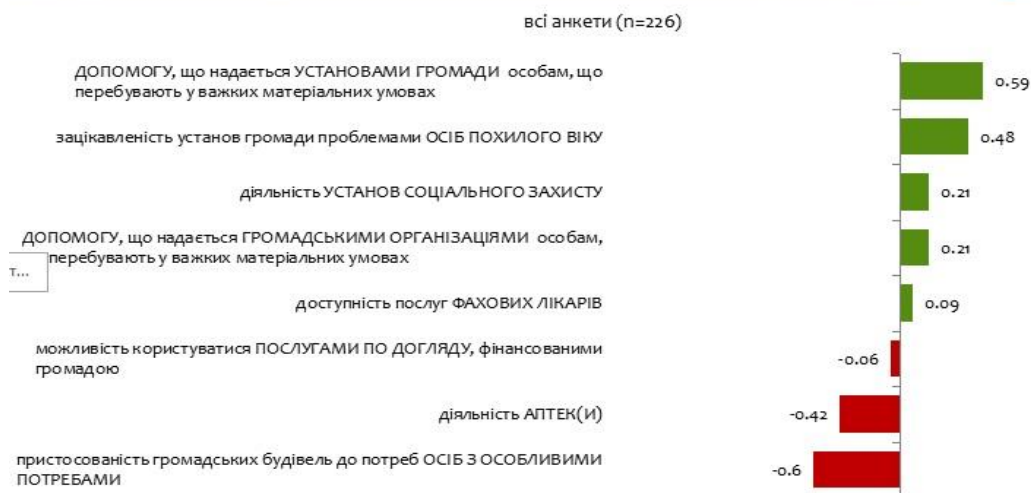 всі анкети (n=226)
ДОПОМОГУ, що надається УСТАНОВАМИ ГРОМАДИ особам, що
перебувають у важких матеріальних умовах
0.59
зацікавленість установ громади проблемами ОСІБ ПОХИЛОГО ВІКУ
0.48
діяльність УСТАНОВ СОЦІАЛЬНОГО ЗАХИСТУ
0.21
ДОПОМОГУ, що надається ГРОМАДСЬКИМИ ОРГАНІЗАЦІЯМИ особам,
перебувають у важких матеріальних умовах
0.21
т...
доступність послуг ФАХОВИХ ЛІКАРІВ
0.09
можливість користуватися ПОСЛУГАМИ ПО ДОГЛЯДУ, фінансованими
громадою
-0.06
діяльність АПТЕК(И)
-0.42
пристосованість громадських будівель до потреб ОСІБ З ОСОБЛИВИМИ
ПОТРЕБАМИ
-0.6